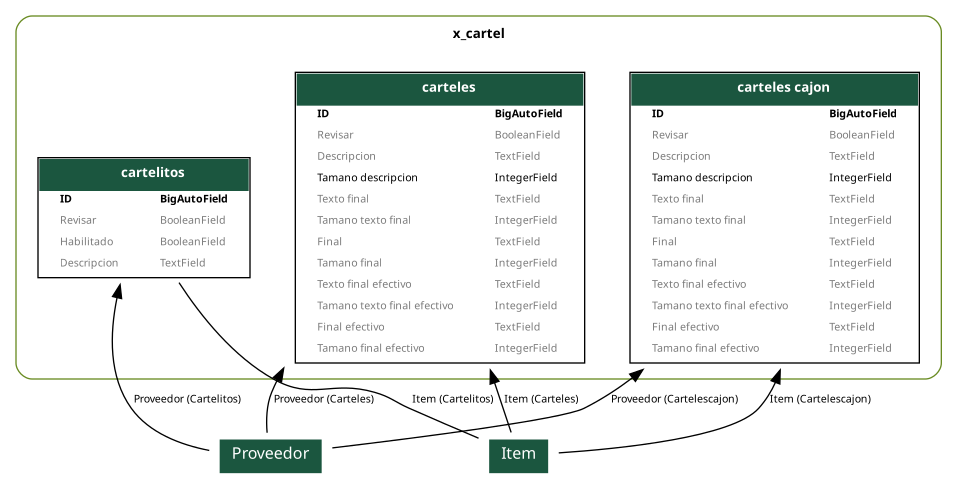 x_cartel
cartelitos
ID BigAutoField
Revisar BooleanField
Habilitado BooleanField
Descripcion TextField
carteles
ID BigAutoField
Revisar BooleanField
Descripcion TextField
Tamano descripcion IntegerField
Texto final TextField
Tamano texto final IntegerField
Final TextField
Tamano final IntegerField
Texto final efectivo TextField
Tamano texto final efectivo IntegerField
Final efectivo TextField
Tamano final efectivo IntegerField
carteles cajon
ID BigAutoField
Revisar BooleanField
Descripcion TextField
Tamano descripcion IntegerField
Texto final TextField
Tamano texto final IntegerField
Final TextField
Tamano final IntegerField
Texto final efectivo TextField
Tamano texto final efectivo IntegerField
Final efectivo TextField
Tamano final efectivo IntegerField
Proveedor (Cartelitos)
Proveedor (Carteles)
Item (Cartelitos)
Item (Carteles)
Proveedor (Cartelescajon)
Item (Cartelescajon)
Proveedor
Item